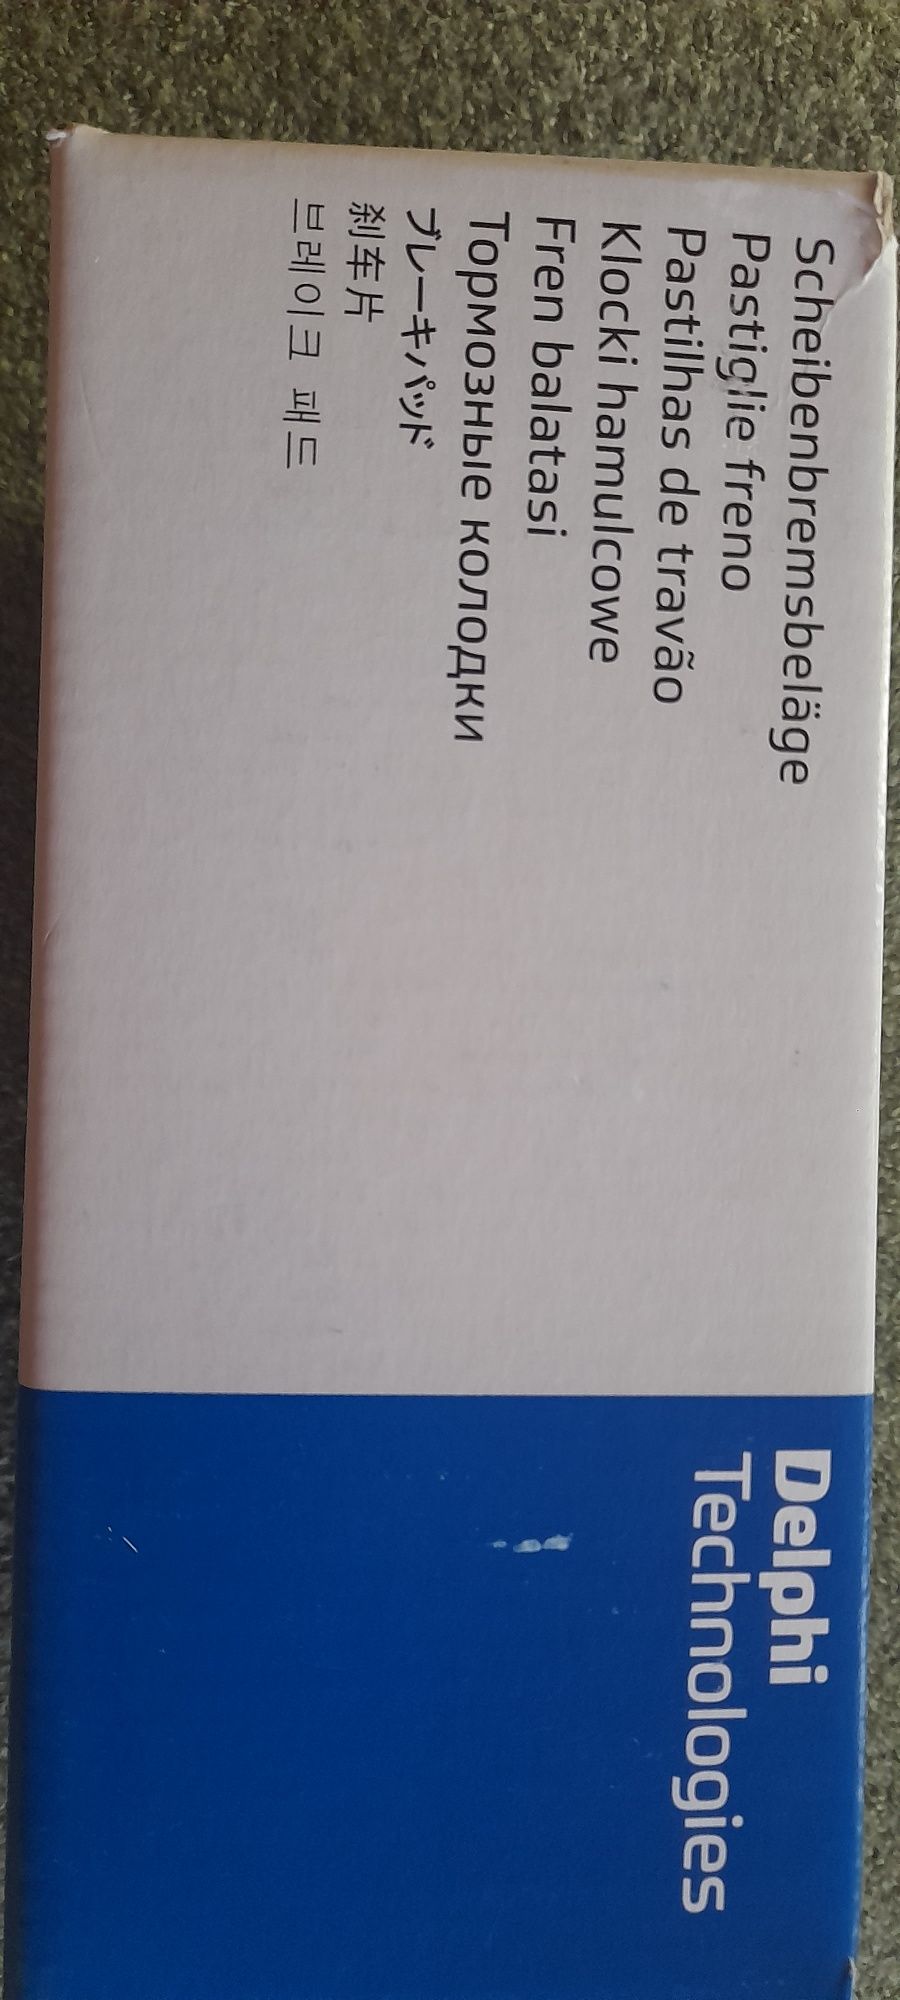 Scheibenbremsbeläge
Pastiglie freno
Pastilhas de travão
Klocki hamulcowe
Fren balatasi
Тормозные колодки
ブレーキパッド
刹车片
브레이크 패드
Delphi
Technologies